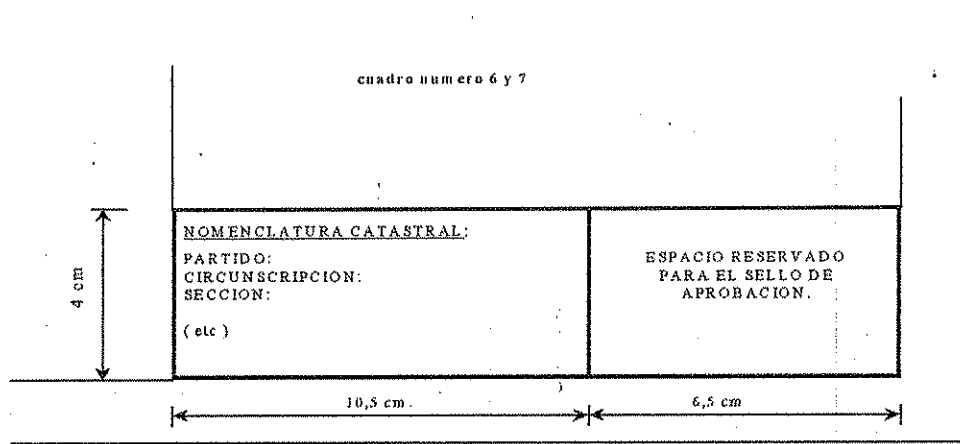 cuadro numero 6 y 7
NOMENCLATURA CATASTRAL:
PARTIDO:
CIRCUNSCRIPCION:
SECCION:
( etc )
ESPACIO RESERVADO
PARA EL SELLO DE
APROBACION.
4 cm
10,5 cm.
6,5 cm